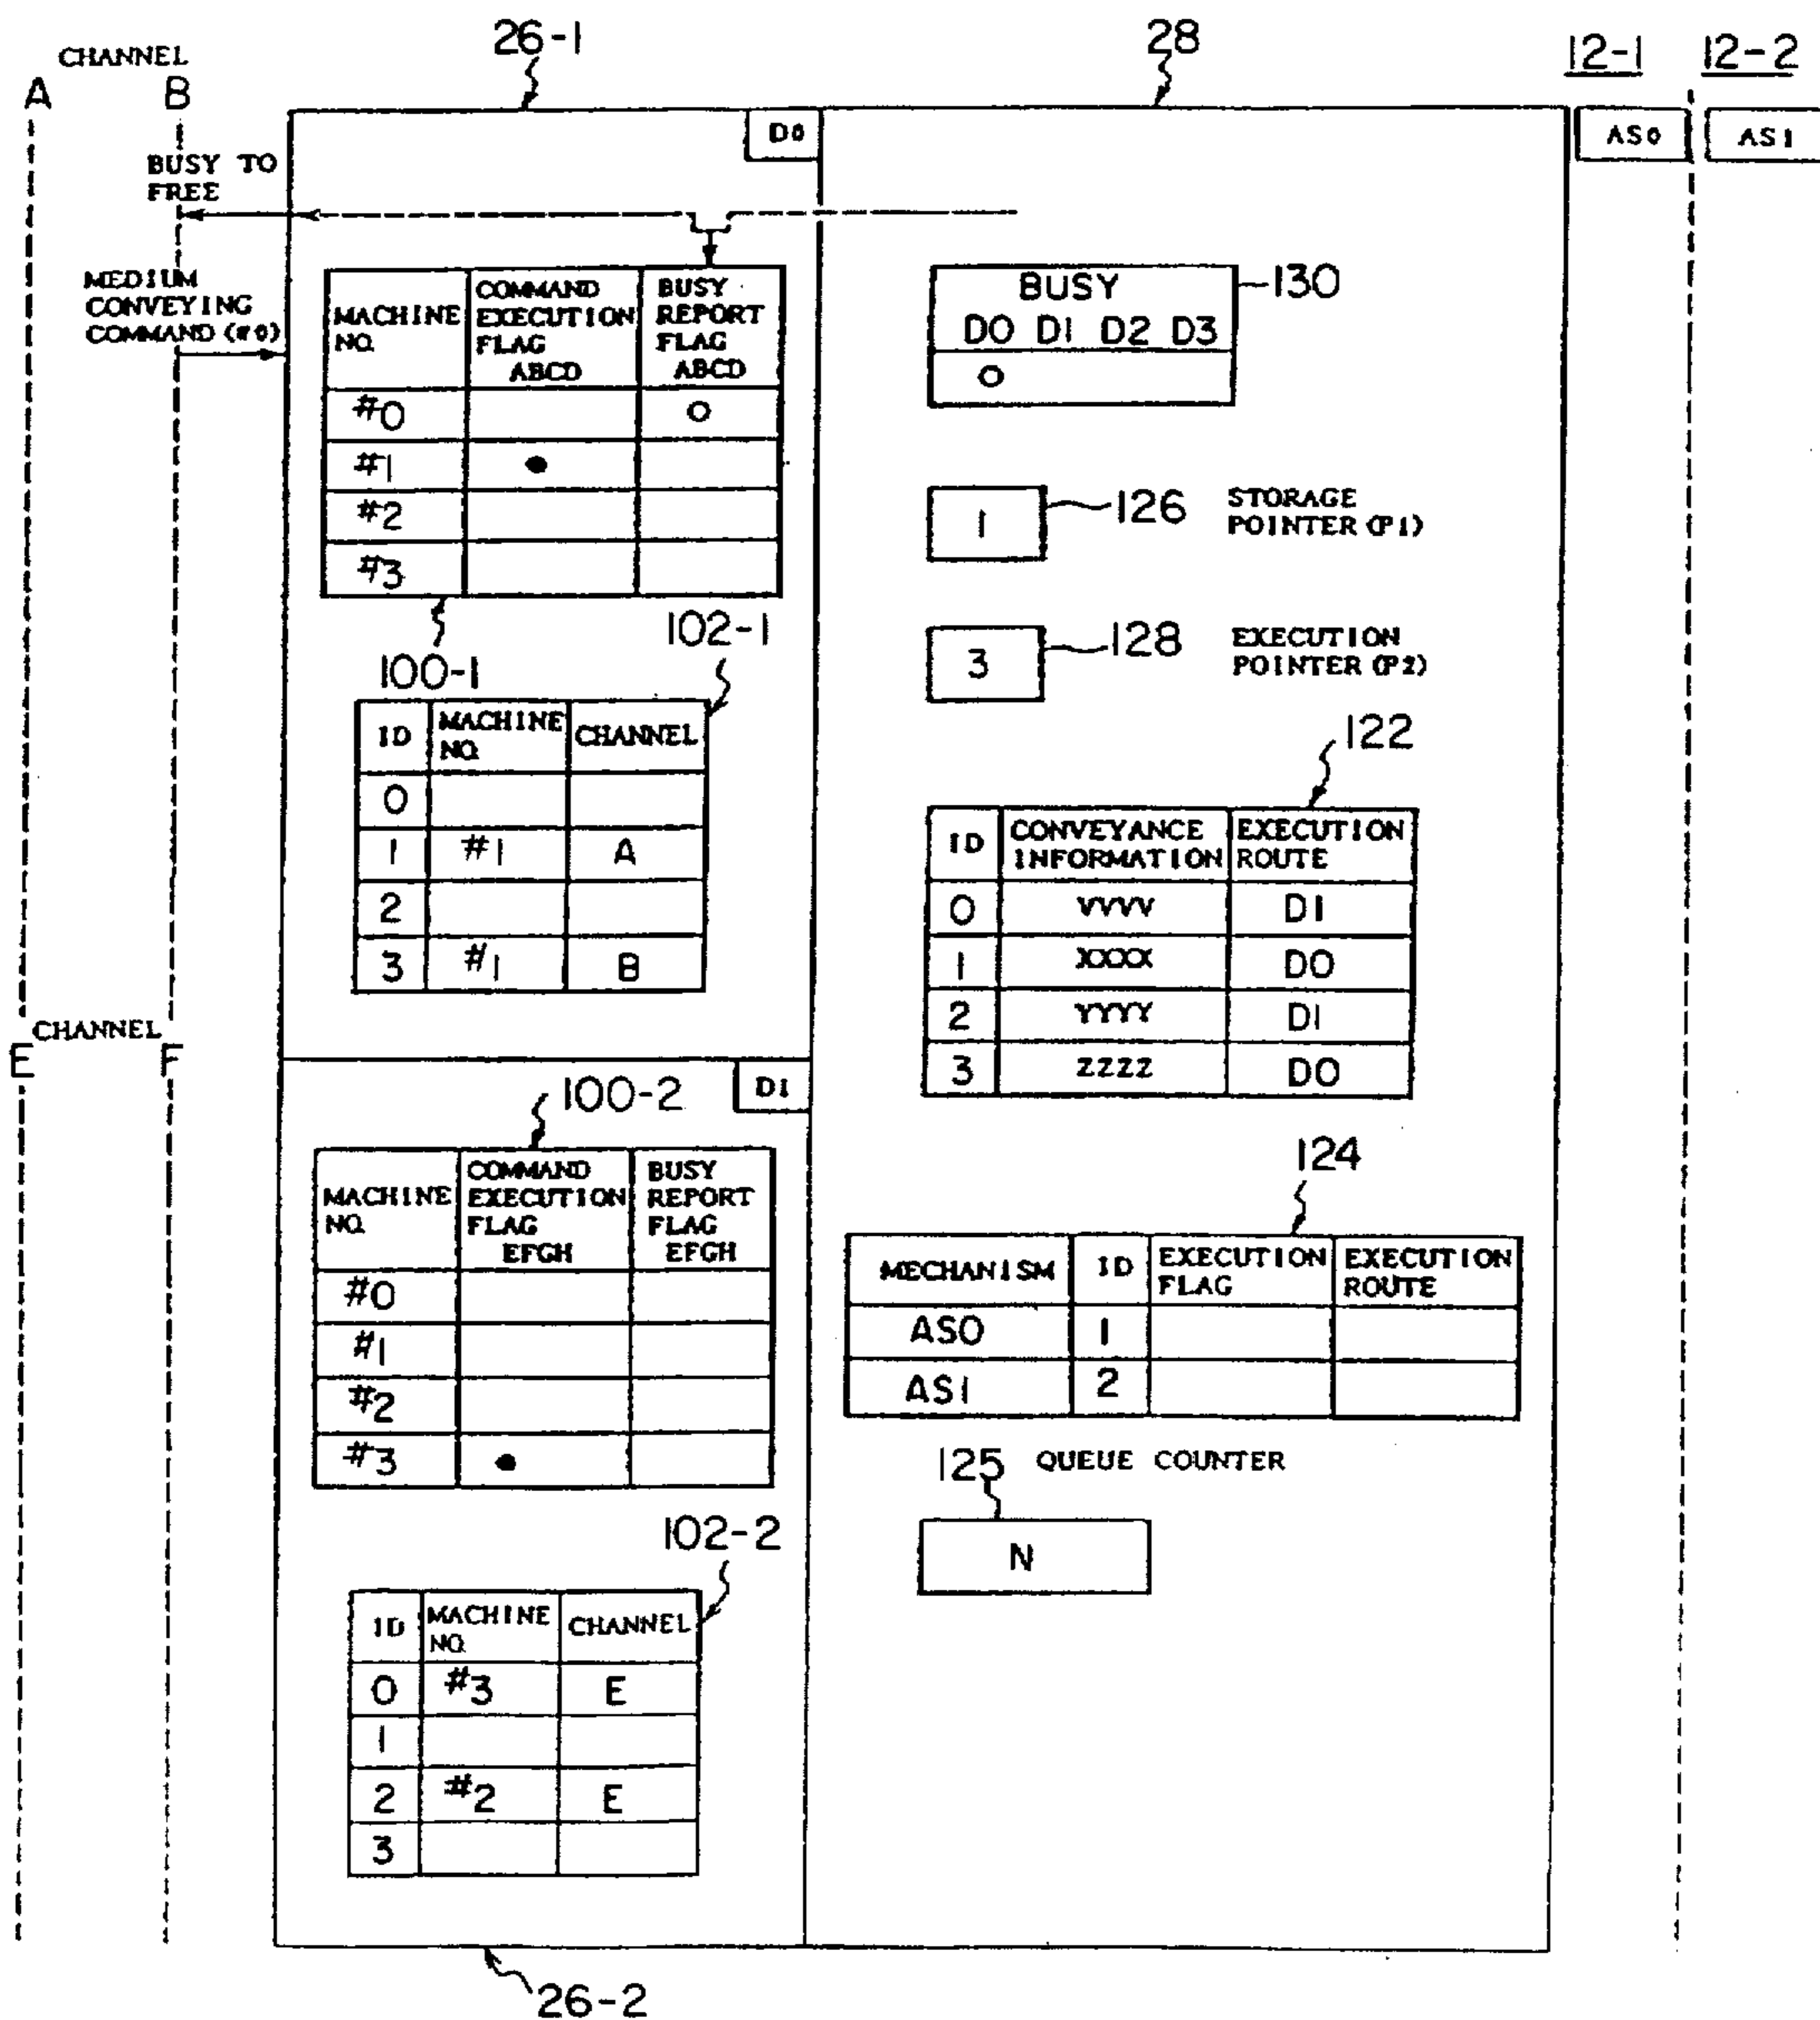 CHANNEL
A B
26-1
28
12-1
12-2
D0
AS0
AS1
BUSY TO
FREE
MEDIUM
CONVEYING
COMMAND (#0)
MACHINE
NO.
COMMAND
EXECUTION
FLAG
ABCD
BUSY
REPORT
FLAG
ABCD
#0
#1
#2
#3
100-1
102-1
ID
MACHINE
NO.
CHANNEL
0
1 #1 A
2
3 #1 B
BUSY
D0 D1 D2 D3
130
1
126
STORAGE
POINTER (P1)
3
128
EXECUTION
POINTER (P2)
122
ID
CONVEYANCE
INFORMATION
EXECUTION
ROUTE
0 VVVV D1
1 XXXX D0
2 YYYY D1
3 ZZZZ D0
CHANNEL
E F
D1
100-2
MACHINE
NO.
COMMAND
EXECUTION
FLAG
EFGH
BUSY
REPORT
FLAG
EFGH
#0
#1
#2
#3
102-2
ID
MACHINE
NO.
CHANNEL
0 #3 E
1
2 #2 E
3
124
MECHANISM
ID
EXECUTION
FLAG
EXECUTION
ROUTE
AS0 1
AS1 2
125
QUEUE COUNTER
N
26-2